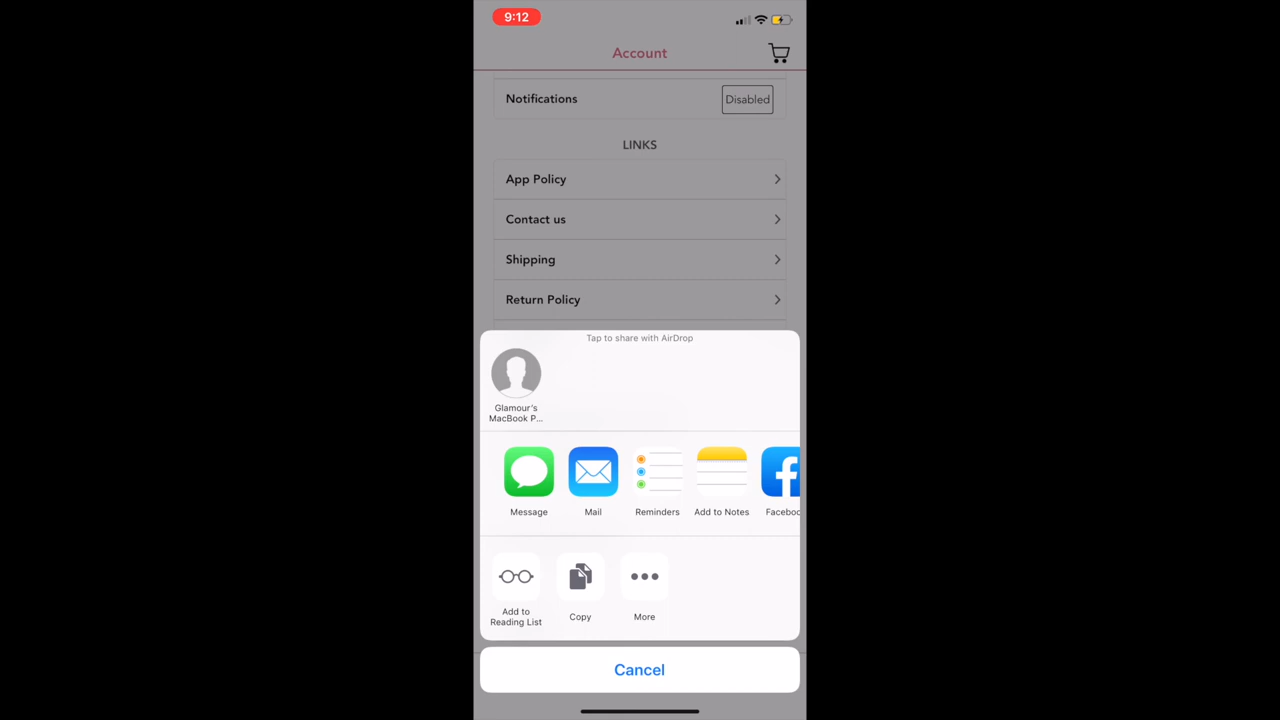 9:12
Account
Notifications
Disabled
LINKS
App Policy
Contact us
Shipping
Return Policy
Tap to share with AirDrop
Glamour's
MacBook P...
Message
Mail
Reminders
Add to Notes
Faceboo
Add to
Reading List
Copy
More
Cancel